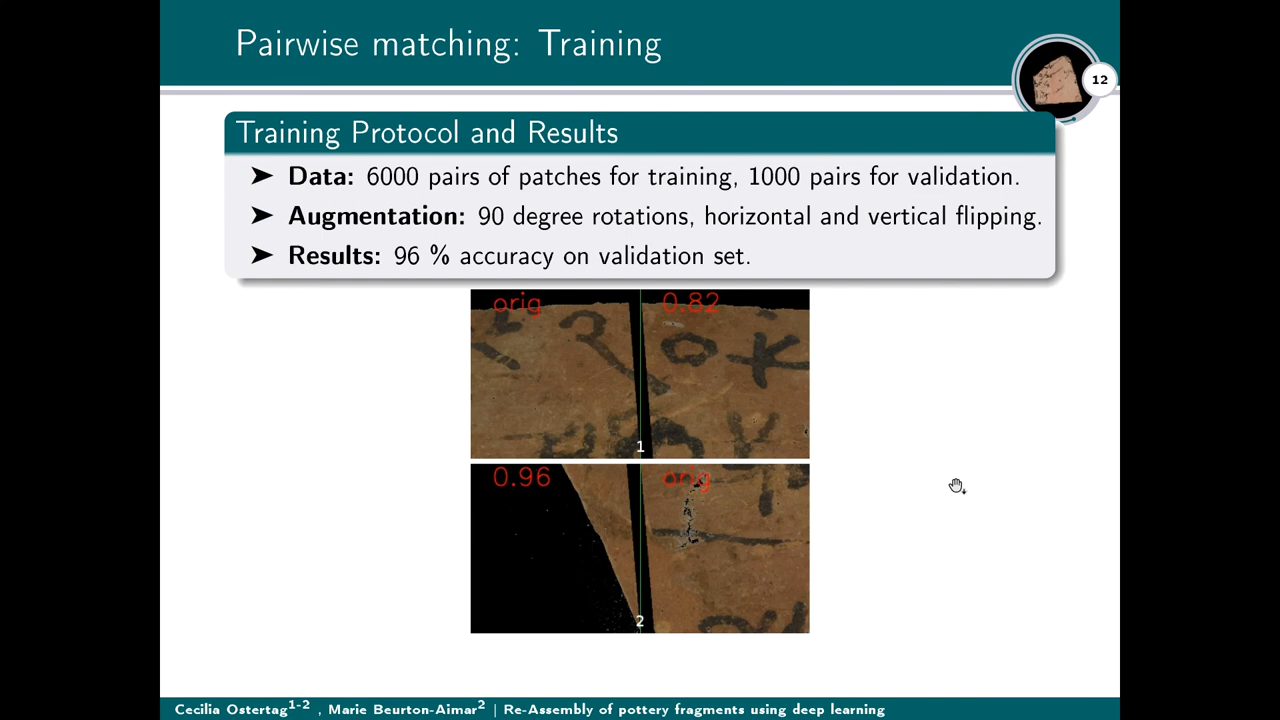 Pairwise matching: Training
12
Training Protocol and Results
➤ Data: 6000 pairs of patches for training, 1000 pairs for validation.
➤ Augmentation: 90 degree rotations, horizontal and vertical flipping.
➤ Results: 96 % accuracy on validation set.
orig 0.82
1
0.96 orig
2
Cecilia Ostertag1-2 , Marie Beurton-Aimar2 | Re-Assembly of pottery fragments using deep learning